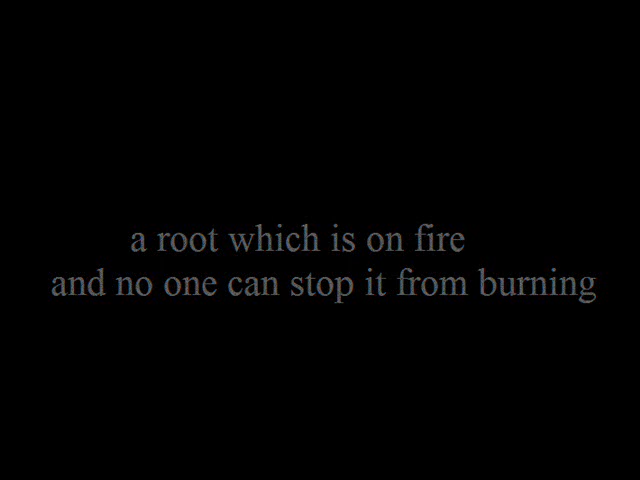 a root which is on fire
and no one can stop it from burning